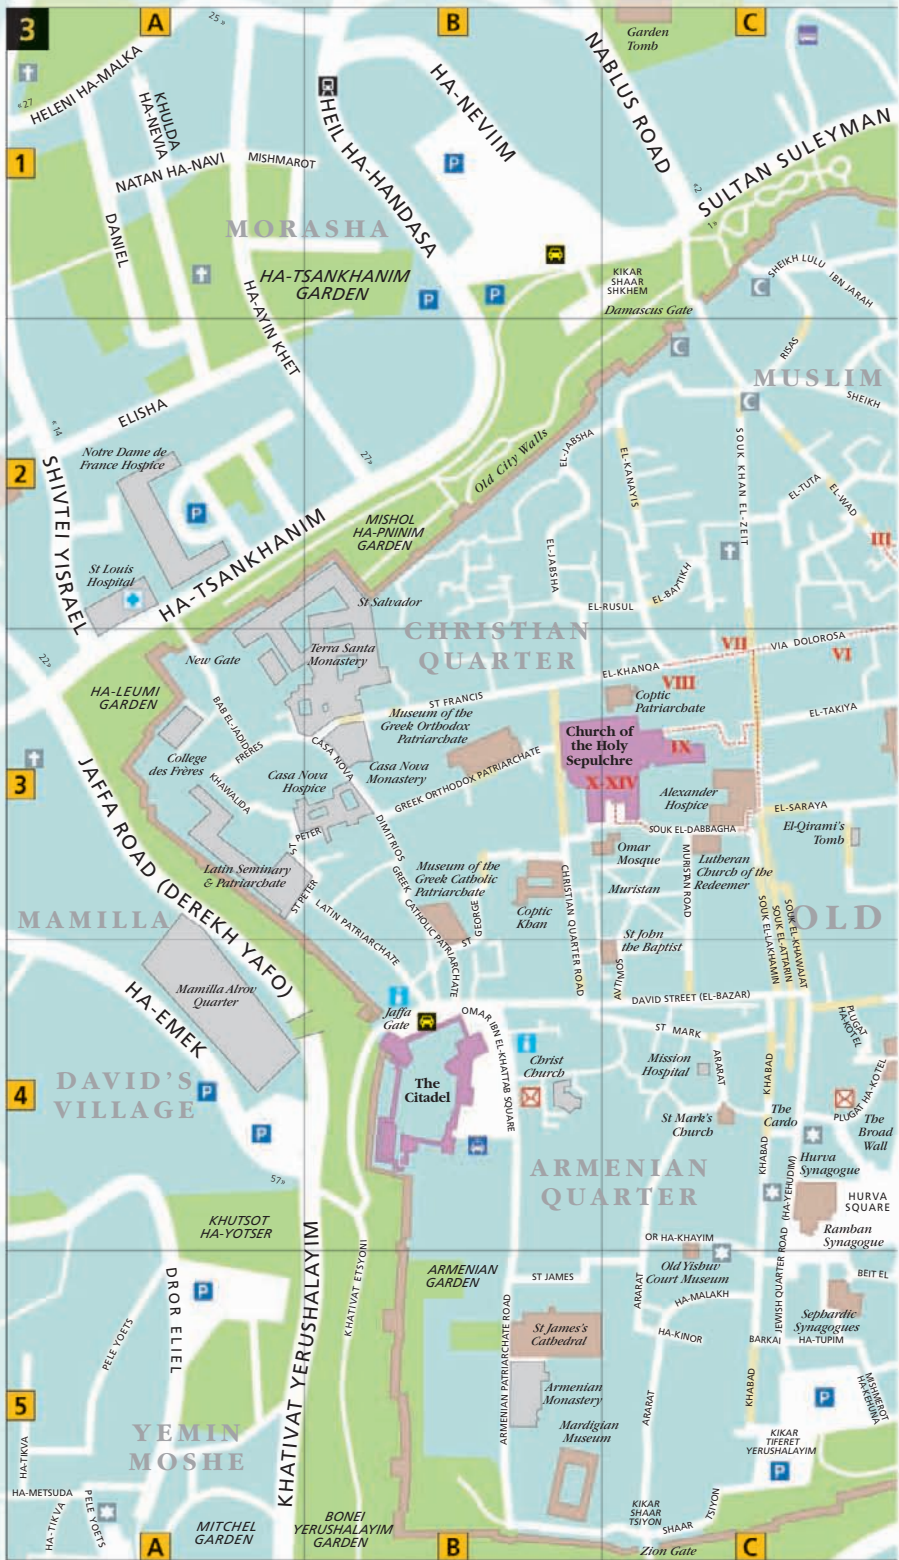 3
A
B
C
25»
Garden
Tomb
HELENI HA-MALKA
«27
KHULDA
HA-NEVIA
HEIL HA-HANDASA
HA-NEVIIM
NABLUS ROAD
SULTAN SULEYMAN
1
P
NATAN HA-NAVI
MISHMAROT
«2
1»
DANIEL
MORASHA
HA-TSANKHANIM
GARDEN
HA-AYIN KHET
P
P
KIKAR
SHAAR
SHKHEM
Damascus Gate
SHEIKH LULU
IBN JARAH
RISAS
MUSLIM
SHEIKH
ELISHA
«14
Notre Dame de
France Hospice
27»
Old City Walls
EL-JABSHA
EL-KANAYIS
SOUK KHAN EL-ZEIT
EL-TUTA
EL-WAD
2
SHIVTEI YISRAEL
P
MISHOL
HA-PNINIM
GARDEN
III
HA-TSANKHANIM
EL-JABSHA
St Louis
Hospital
EL-BATIKH
St Salvador
EL-RUSUL
CHRISTIAN
QUARTER
VII
VIA DOLOROSA
VI
New Gate
Terra Santa
Monastery
22»
EL-KHANQA
VIII
HA-LEUMI
GARDEN
BAB EL-JADID
FRÈRES
ST FRANCIS
Coptic
Patriarchate
EL-TAKIYA
Museum of the
Greek Orthodox
Patriarchate
Church of
the Holy
Sepulchre
IX
X-XIV
CASA NOVA
College
des Frères
Casa Nova
Hospice
Casa Nova
Monastery
3
KHAWALIDA
GREEK ORTHODOX PATRIARCHATE
Alexander
Hospice
EL-SARAYA
JAFFA ROAD (DEREKH YAFO)
ST PETER
DIMITRIOS
SOUK EL-DABBAGHA
El-Qirami's
Tomb
Omar
Mosque
Lutheran
Church of the
Redeemer
Latin Seminary
& Patriarchate
Museum of the
Greek Catholic
Patriarchate
GREEK CATHOLIC PATRIARCHATE
CHRISTIAN QUARTER ROAD
Muristan
MURISTAN ROAD
ST PETER
LATIN PATRIARCHATE
ST GEORGE
Coptic
Khan
SOUK EL-LAKHAMIN
SOUK EL-ATTARIN
SOUK EL-KHAWAJAT
MAMILLA
OLD
St John
the Baptist
Mamilla Alrov
Quarter
AVTIMOS
HA-EMEK
Jaffa
Gate
DAVID STREET (EL-BAZAR)
OMAR IBN EL-KHATTAB SQUARE
ST MARK
PLUGAT
HA-KOTEL
Christ
Church
Mission
Hospital
ARARAT
KHABAD
4
DAVID'S
VILLAGE
P
The
Citadel
PLUGAT HA-KOTEL
St Mark's
Church
The
Cardo
The
Broad
Wall
P
KHABAD
Hurva
Synagogue
57»
ARMENIAN
QUARTER
HURVA
SQUARE
Ramban
Synagogue
KHUTSOT
HA-YOTSER
OR HA-KHAYIM
JEWISH QUARTER ROAD (HA-YEHUDIM)
KHATIVAT YERUSHALAYIM
KHATIVAT ETSYONI
ARMENIAN
GARDEN
ST JAMES
Old Yishuv
Court Museum
BEIT EL
DROR ELIEL
P
ARARAT
HA-MALAKH
Sephardic
Synagogues
PELE YOETS
ARMENIAN PATRIARCHATE ROAD
St James's
Cathedral
HA-KINOR
BARKAI
HA-TUPIM
5
Armenian
Monastery
ARARAT
KHABAD
P
MISHMEROT
HA-KEHUNA
YEMIN
MOSHE
Mardigian
Museum
KIKAR
TIFERET
YERUSHALAYIM
HA-TIKVA
P
HA-METSUDA
HA-TIKVA
PELE YOETS
MITCHEL
GARDEN
BONEI
YERUSHALAYIM
GARDEN
KIKAR
SHAAR
TSIYON
SHAAR TSIYON
Zion Gate
A
B
C